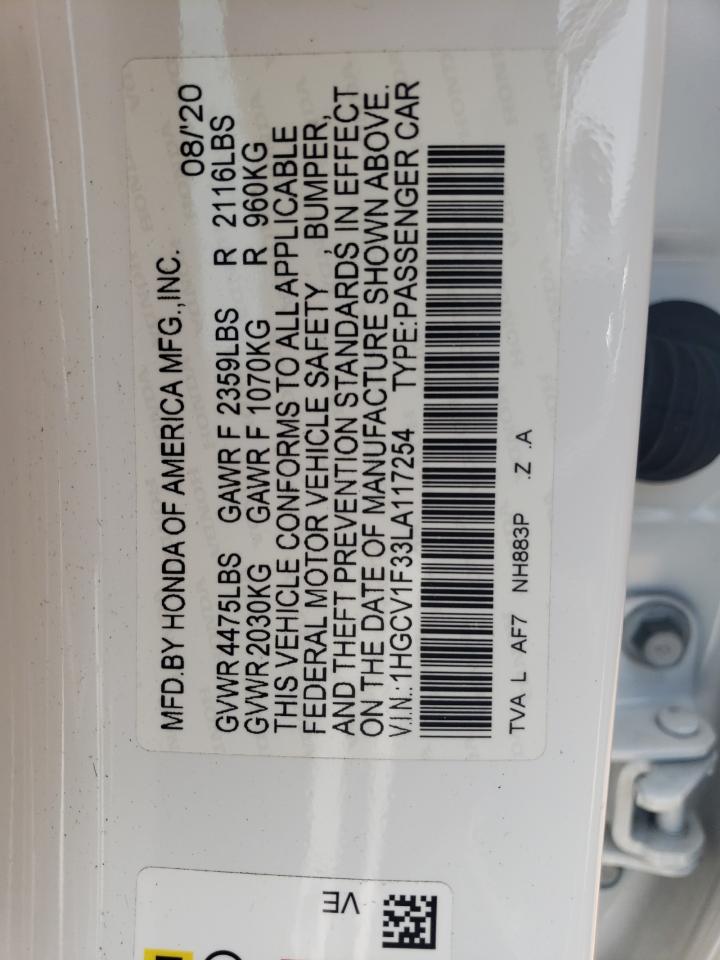 MFD.BY HONDA OF AMERICA MFG.,INC. 08/'20
GVWR 4475LBS GAWR F 2359LBS R 2116LBS
GVWR 2030KG GAWR F 1070KG R 960KG
THIS VEHICLE CONFORMS TO ALL APPLICABLE
FEDERAL MOTOR VEHICLE SAFETY , BUMPER,
AND THEFT PREVENTION STANDARDS IN EFFECT
ON THE DATE OF MANUFACTURE SHOWN ABOVE.
V.I.N.:1HGCV1F33LA117254 TYPE:PASSENGER CAR
TVA L AF7 NH883P .Z .A
VE